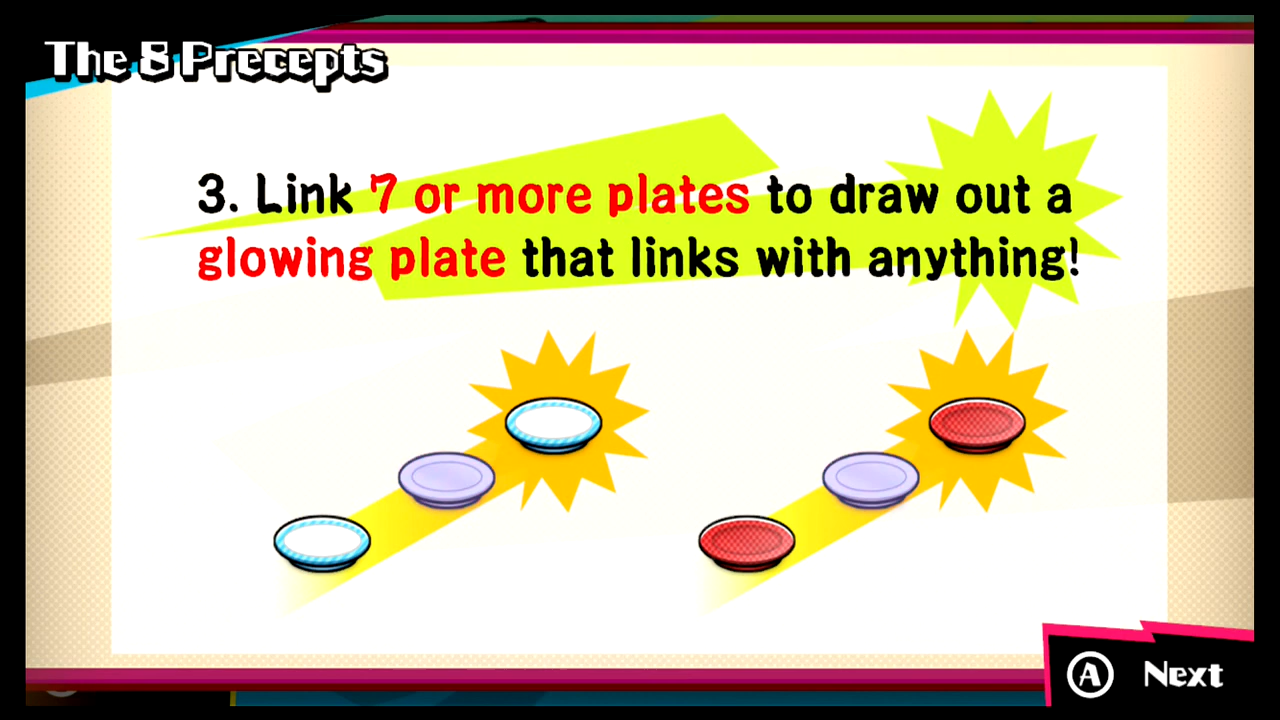 The 8 Precepts
3. Link 7 or more plates to draw out a
glowing plate that links with anything!
A Next